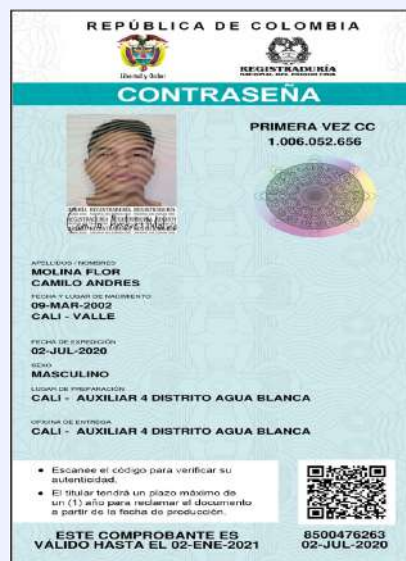 REPÚBLICA DE COLOMBIA
Libertad y Orden
REGISTRADURÍA
NACIONAL DEL ESTADO CIVIL
CONTRASEÑA
PRIMERA VEZ CC
1.006.052.656
APELLIDOS / NOMBRES
MOLINA FLOR
CAMILO ANDRES
FECHA Y LUGAR DE NACIMIENTO
09-MAR-2002
CALI - VALLE
FECHA DE EXPEDICIÓN
02-JUL-2020
SEXO
MASCULINO
LUGAR DE PREPARACIÓN
CALI - AUXILIAR 4 DISTRITO AGUA BLANCA
OFICINA DE ENTREGA
CALI - AUXILIAR 4 DISTRITO AGUA BLANCA
• Escanee el código para verificar su
autenticidad.
• El titular tendrá un plazo máximo de
un (1) año para reclamar el documento
a partir de la fecha de producción.
ESTE COMPROBANTE ES
VÁLIDO HASTA EL 02-ENE-2021
8500476263
02-JUL-2020